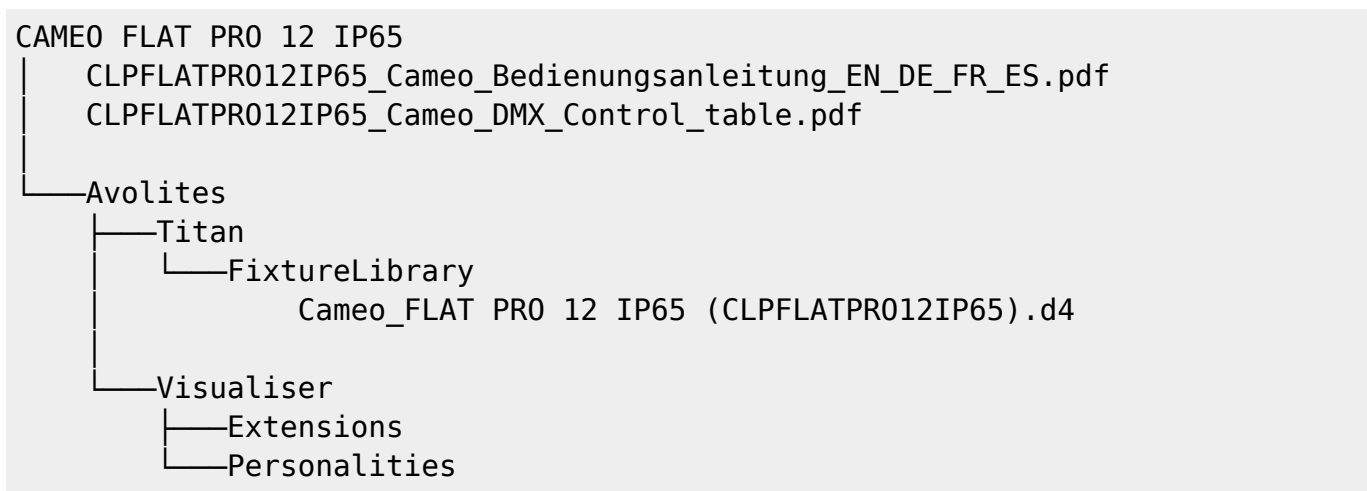 CAMEO FLAT PRO 12 IP65
│    CLPFLATPRO12IP65_Cameo_Bedienungsanleitung_EN_DE_FR_ES.pdf
│    CLPFLATPRO12IP65_Cameo_DMX_Control_table.pdf
│
└───Avolites
    ├───Titan
    │   └───FixtureLibrary
    │           Cameo_FLAT PRO 12 IP65 (CLPFLATPRO12IP65).d4
    │
    └───Visualiser
        ├───Extensions
        └───Personalities